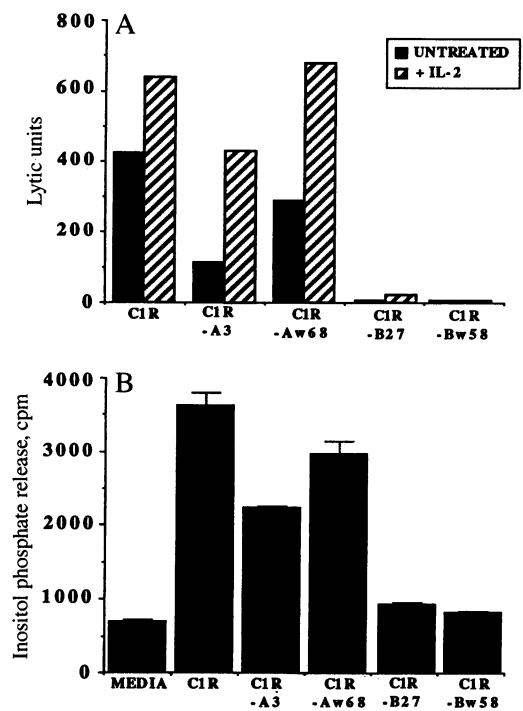 A
800
600
400
200
0
Lytic units
UNTREATED
+ IL-2
C1R
C1R
-A3
C1R
-Aw68
C1R
-B27
C1R
-Bw58
B
4000
3000
2000
1000
0
Inositol phosphate release, cpm
MEDIA
C1R
C1R
-A3
C1R
-Aw68
C1R
-B27
C1R
-Bw58